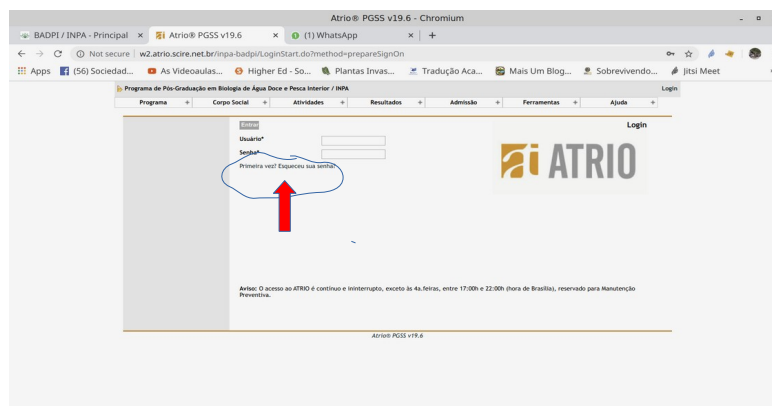 Atrio® PGSS v19.6 - Chromium
BADPI / INPA - Principal × Atrio® PGSS v19.6 × (1) WhatsApp × +
Not secure | w2.atrio.scire.net.br/inpa-badpi/LoginStart.do?method=prepareSignOn
Apps (56) Sociedad... As Videoaulas... Higher Ed - So... Plantas Invas... Tradução Aca... Mais Um Blog... Sobrevivendo... Jitsi Meet
Programa de Pós-Graduação em Biologia de Água Doce e Pesca Interior / INPA Login
Programa + Corpo Social + Atividades + Resultados + Admissão + Ferramentas + Ajuda +
Entrar Login
Usuário*
Senha*
Primeira vez? Esqueceu sua senha?
ATRIO
Aviso: O acesso ao ATRIO é contínuo e ininterrupto, exceto às 4a.feiras, entre 17:00h e 22:00h (hora de Brasília), reservado para Manutenção
Preventiva.
Atrio® PGSS v19.6